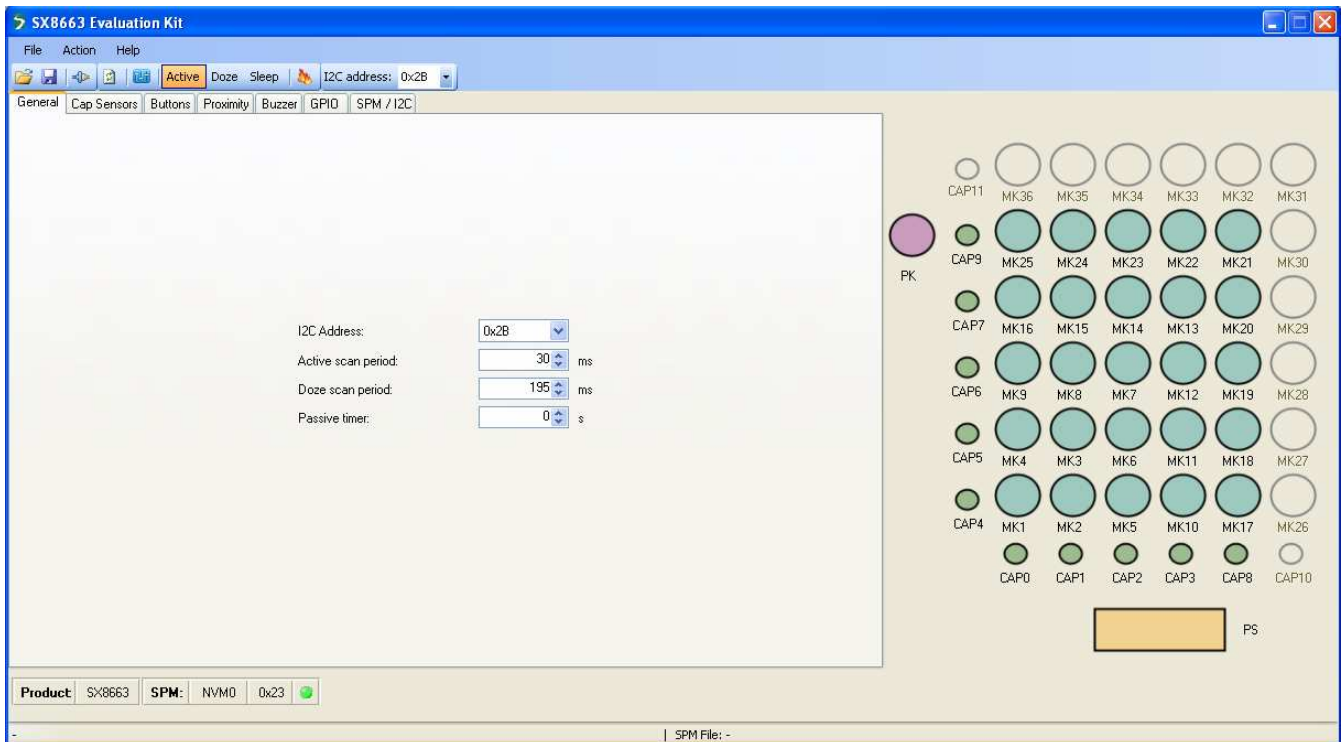 SX8663 Evaluation Kit
File Action Help
Active Doze Sleep I2C address: 0x2B
General Cap Sensors Buttons Proximity Buzzer GPIO SPM / I2C
I2C Address: 0x2B
Active scan period: 30 ms
Doze scan period: 195 ms
Passive timer: 0 s
CAP11 MK36 MK35 MK34 MK33 MK32 MK31
PK
CAP9 MK25 MK24 MK23 MK22 MK21 MK30
CAP7 MK16 MK15 MK14 MK13 MK20 MK29
CAP6 MK9 MK8 MK7 MK12 MK19 MK28
CAP5 MK4 MK3 MK6 MK11 MK18 MK27
CAP4 MK1 MK2 MK5 MK10 MK17 MK26
CAP0 CAP1 CAP2 CAP3 CAP8 CAP10
PS
Product SX8663 SPM: NVM0 0x23
- | SPM File: -